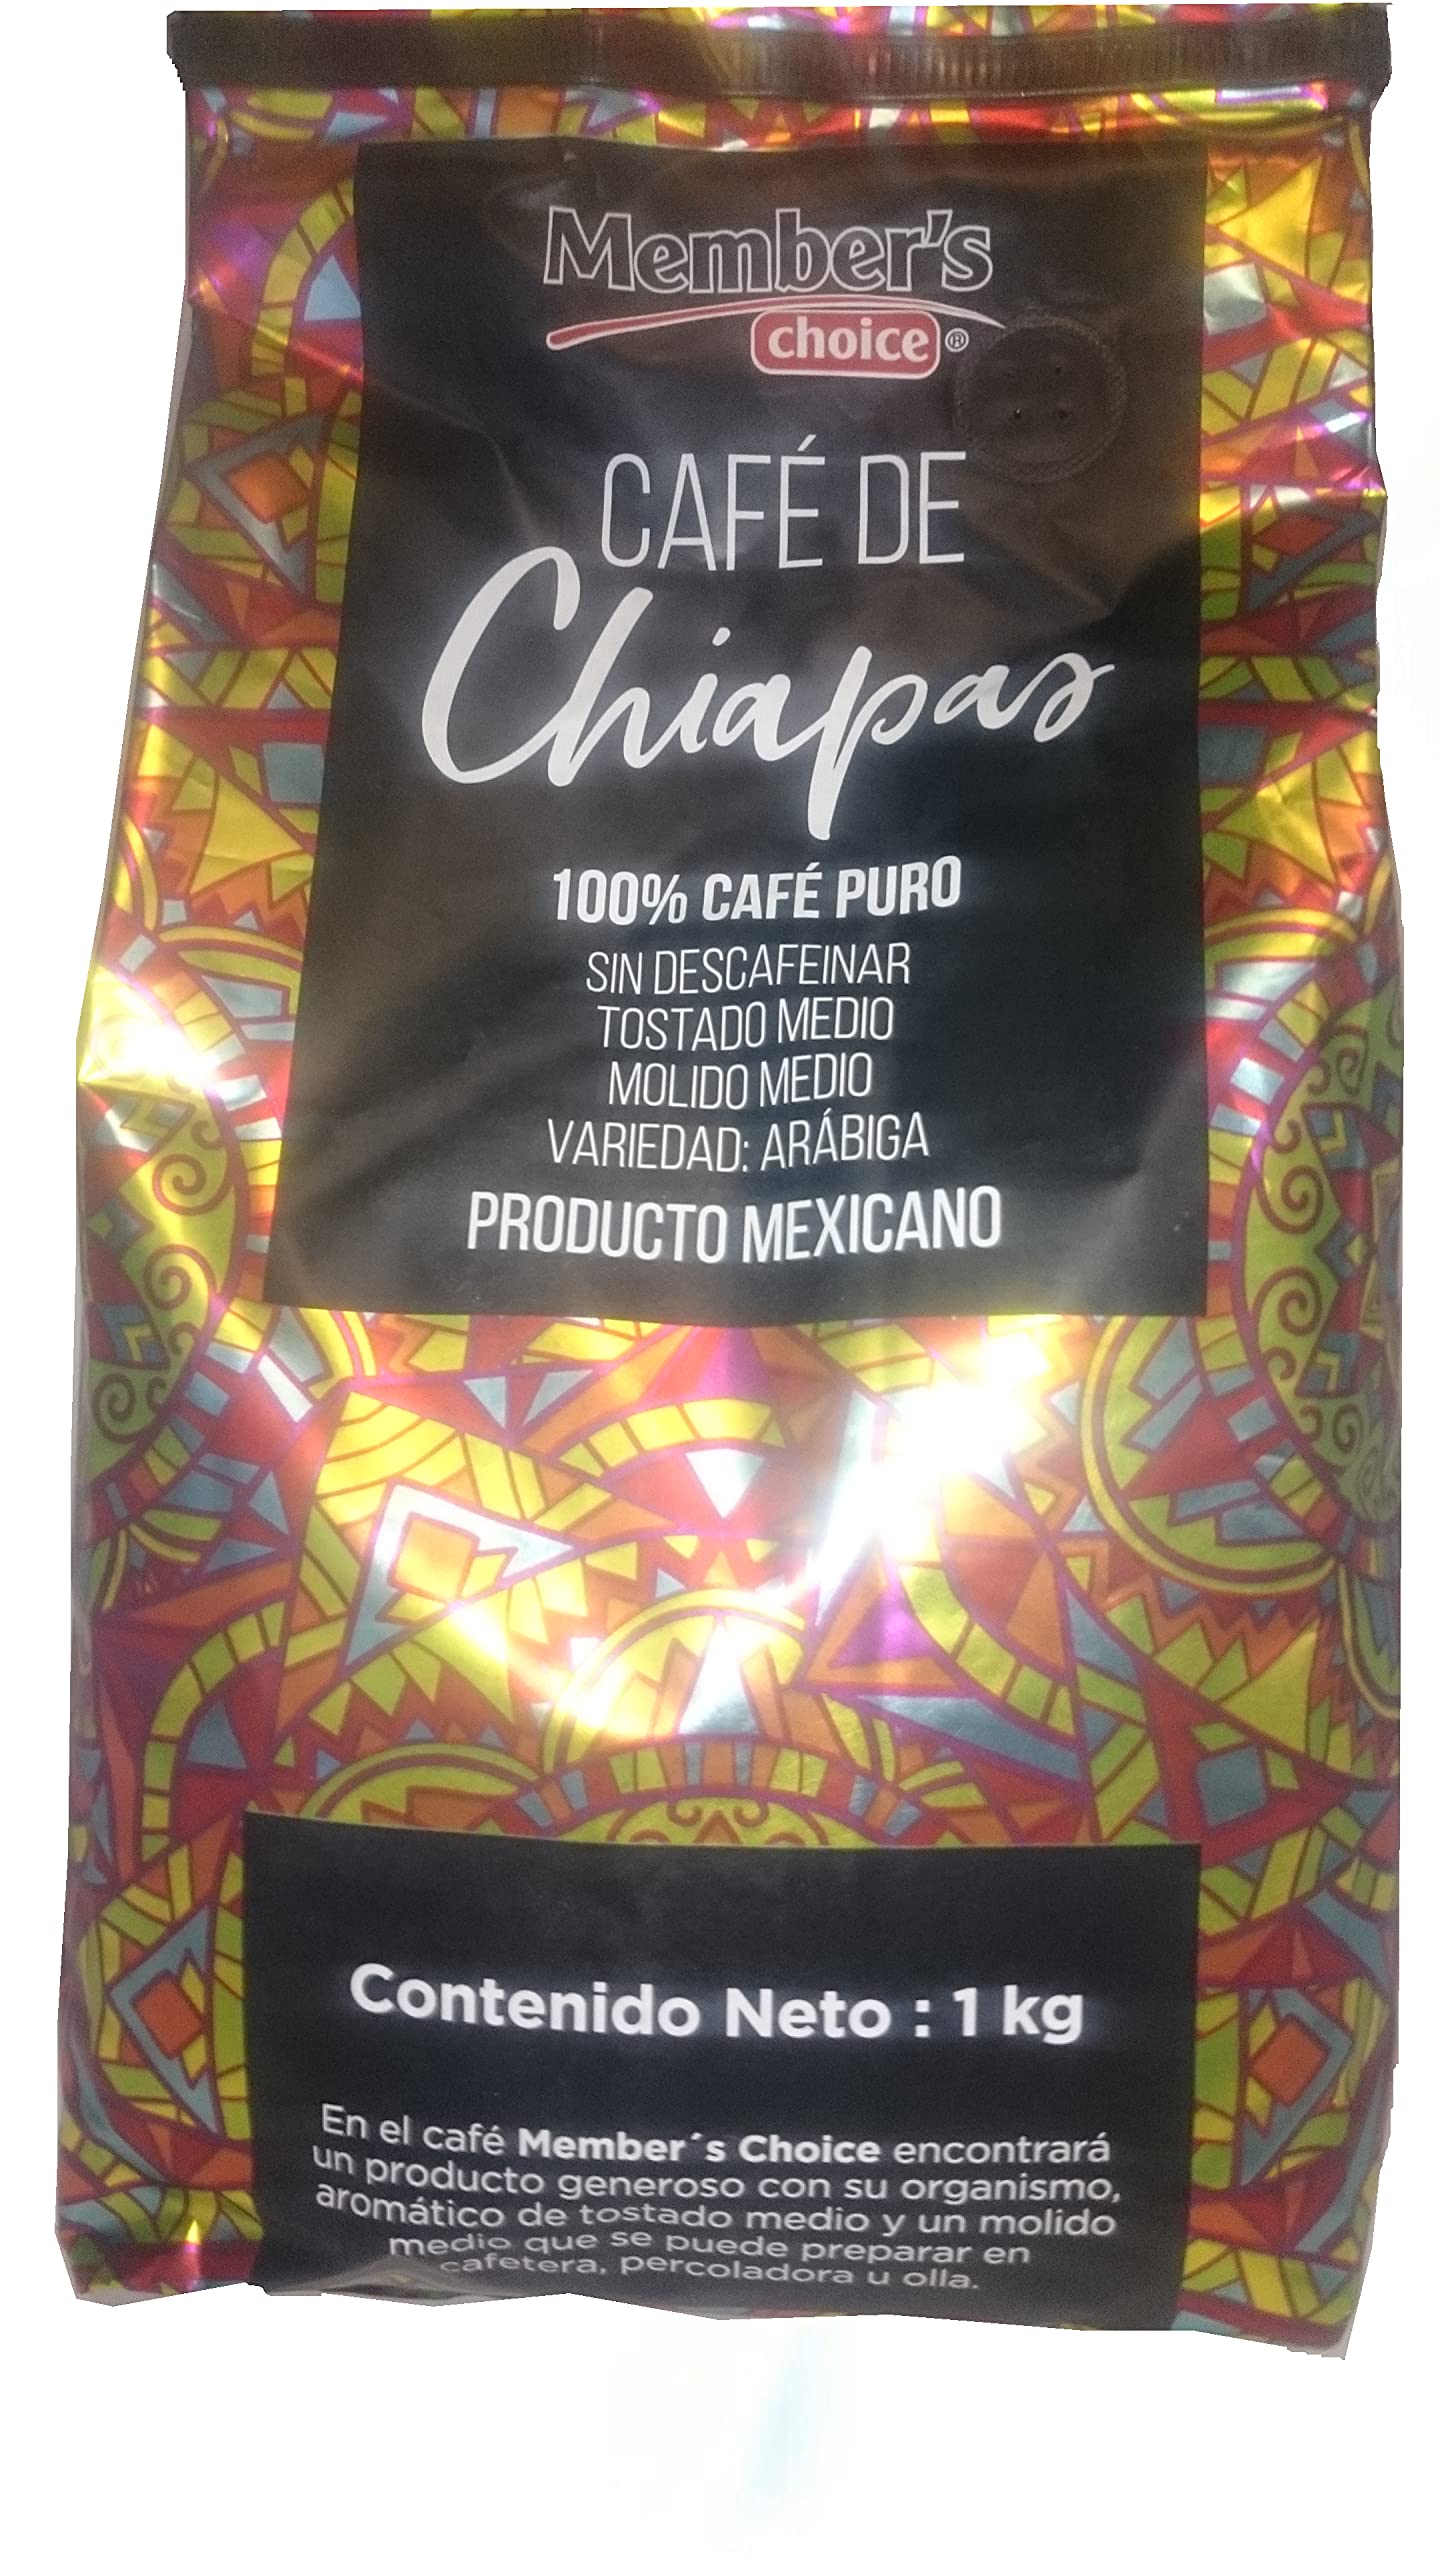 Member's
choice®
CAFÉ DE
Chiapas
100% CAFÉ PURO
SIN DESCAFEINAR
TOSTADO MEDIO
MOLIDO MEDIO
VARIEDAD: ARÁBIGA
PRODUCTO MEXICANO
Contenido Neto : 1 kg
En el café Member´s Choice encontrará
un producto generoso con su organismo,
aromático de tostado medio y un molido
medio que se puede preparar en
cafetera, percoladora u olla.